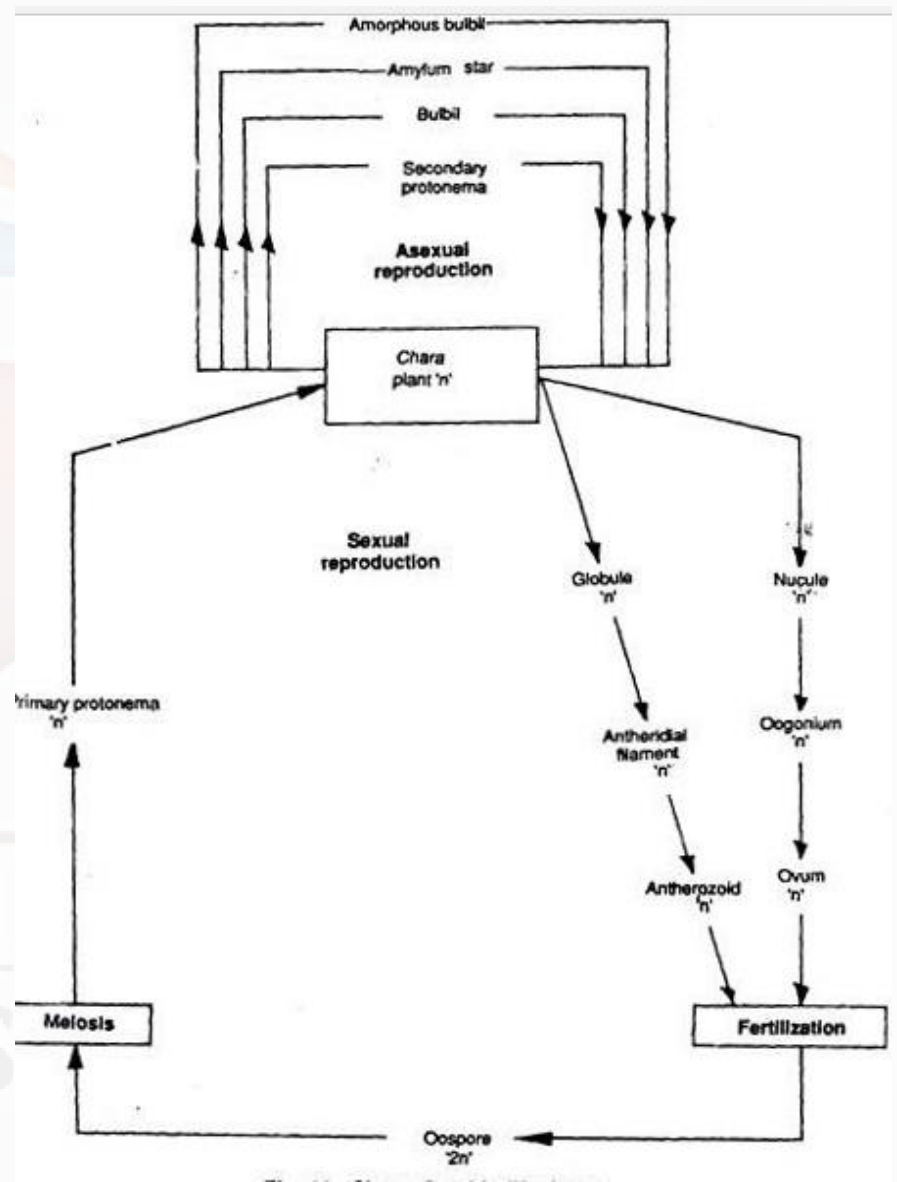 Amorphous bulbil
Amylum star
Bulbil
Secondary
protonema
Asexual
reproduction
Chara
plant 'n'
Sexual
reproduction
Globule
'n'
Nucule
'n'
Primary protonema
'n'
Antheridial
filament
'n'
Oogonium
'n'
Antherozoid
'n'
Ovum
'n'
Meiosis
Fertilization
Oospore
'2n'